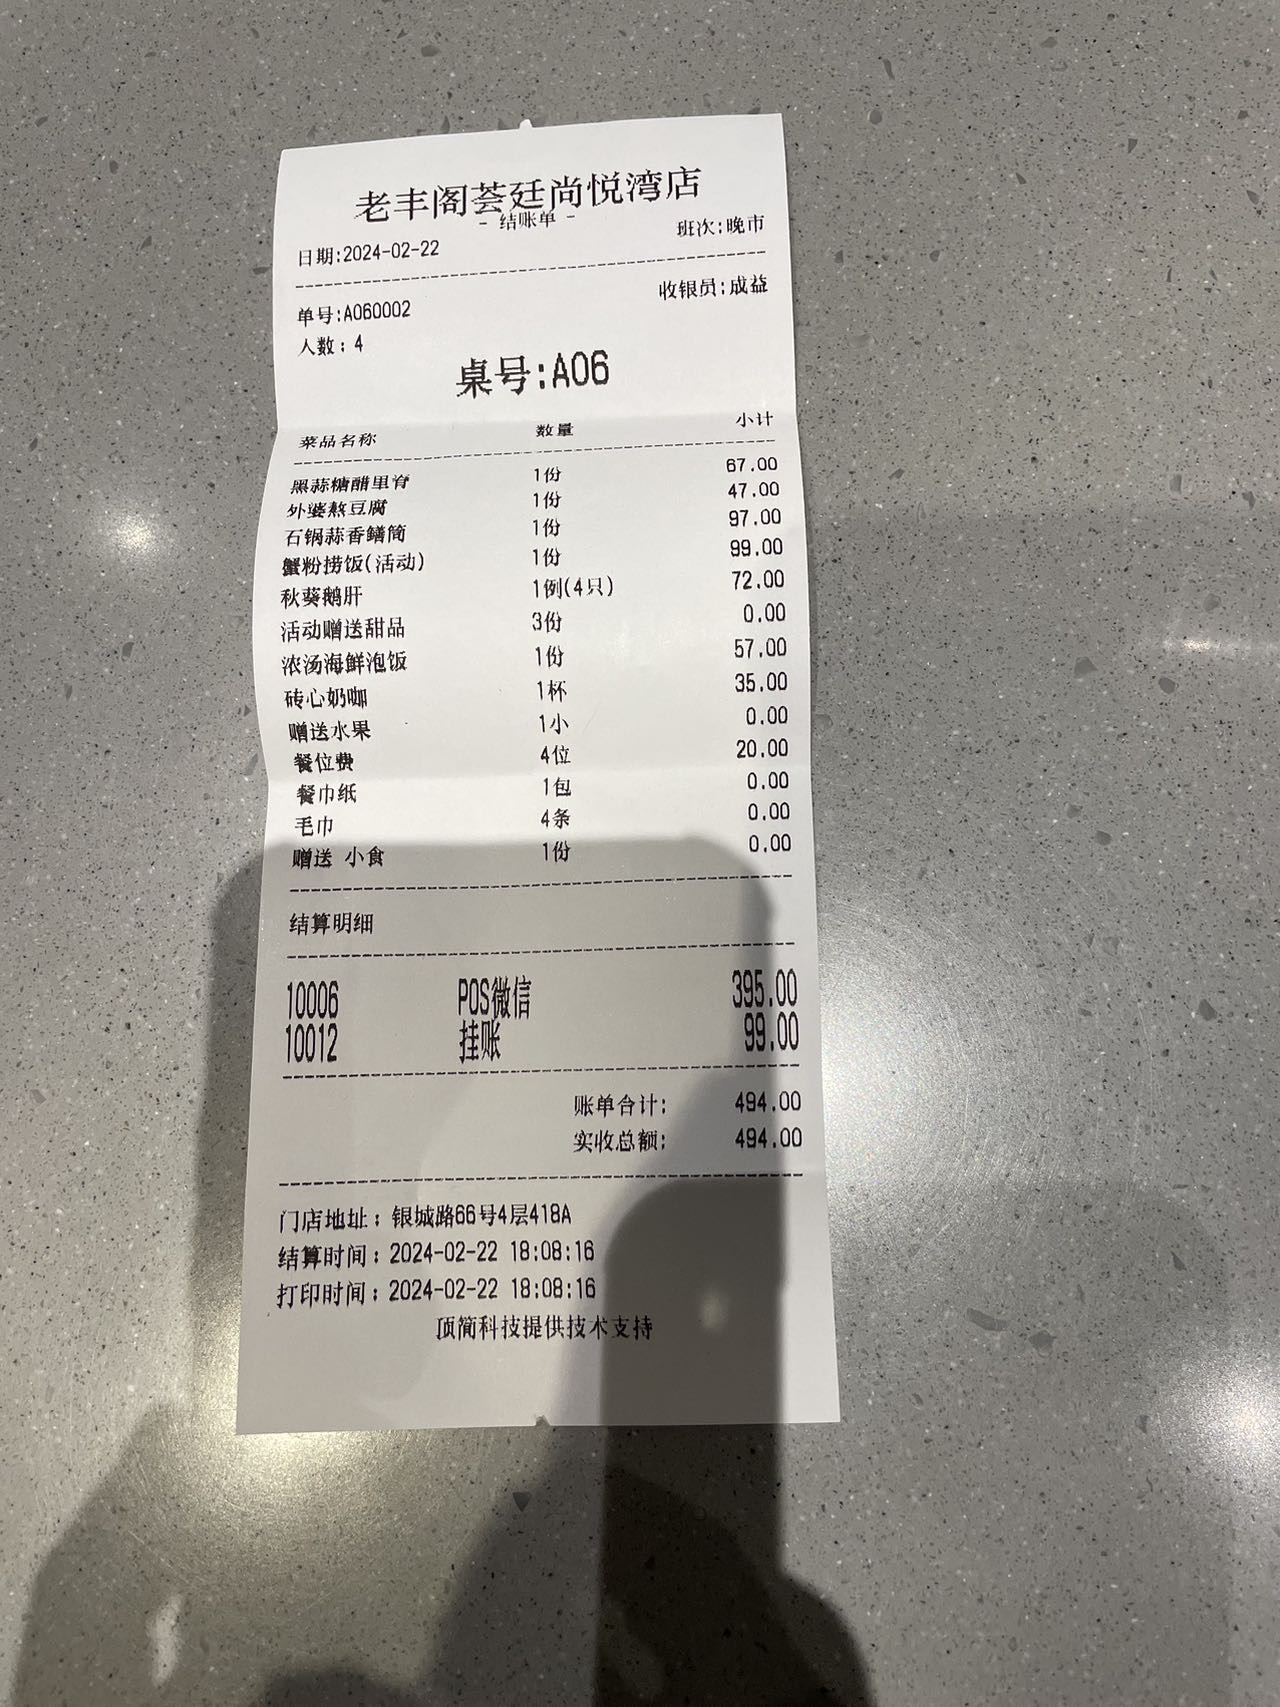 老丰阁荟廷尚悦湾店
- 结账单 -
日期:2024-02-22 班次:晚市
单号:A060002 收银员:成益
人数: 4
桌号:A06
菜品名称 数量 小计
黑蒜糖醋里脊 1份 67.00
外婆熬豆腐 1份 47.00
石锅蒜香鳝筒 1份 97.00
蟹粉捞饭(活动) 1份 99.00
秋葵鹅肝 1例(4只) 72.00
活动赠送甜品 3份 0.00
浓汤海鲜泡饭 1份 57.00
砖心奶咖 1杯 35.00
赠送水果 1小 0.00
餐位费 4位 20.00
餐巾纸 1包 0.00
毛巾 4条 0.00
赠送 小食 1份 0.00
结算明细
10006 POS微信 395.00
10012 挂账 99.00
账单合计: 494.00
实收总额: 494.00
门店地址: 银城路66号4层418A
结算时间: 2024-02-22 18:08:16
打印时间: 2024-02-22 18:08:16
顶简科技提供技术支持